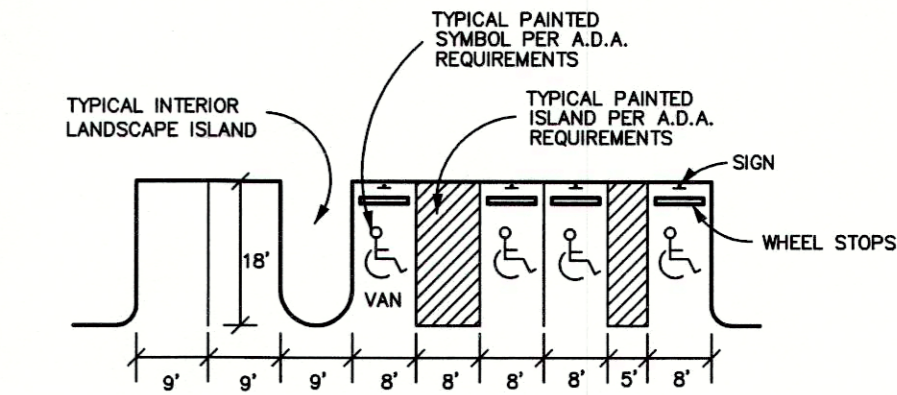 TYPICAL PAINTED
SYMBOL PER A.D.A.
REQUIREMENTS
TYPICAL INTERIOR
LANDSCAPE ISLAND
TYPICAL PAINTED
ISLAND PER A.D.A.
REQUIREMENTS
SIGN
WHEEL STOPS
18'
VAN
9' 9' 9' 8' 8' 8' 8' 5' 8'